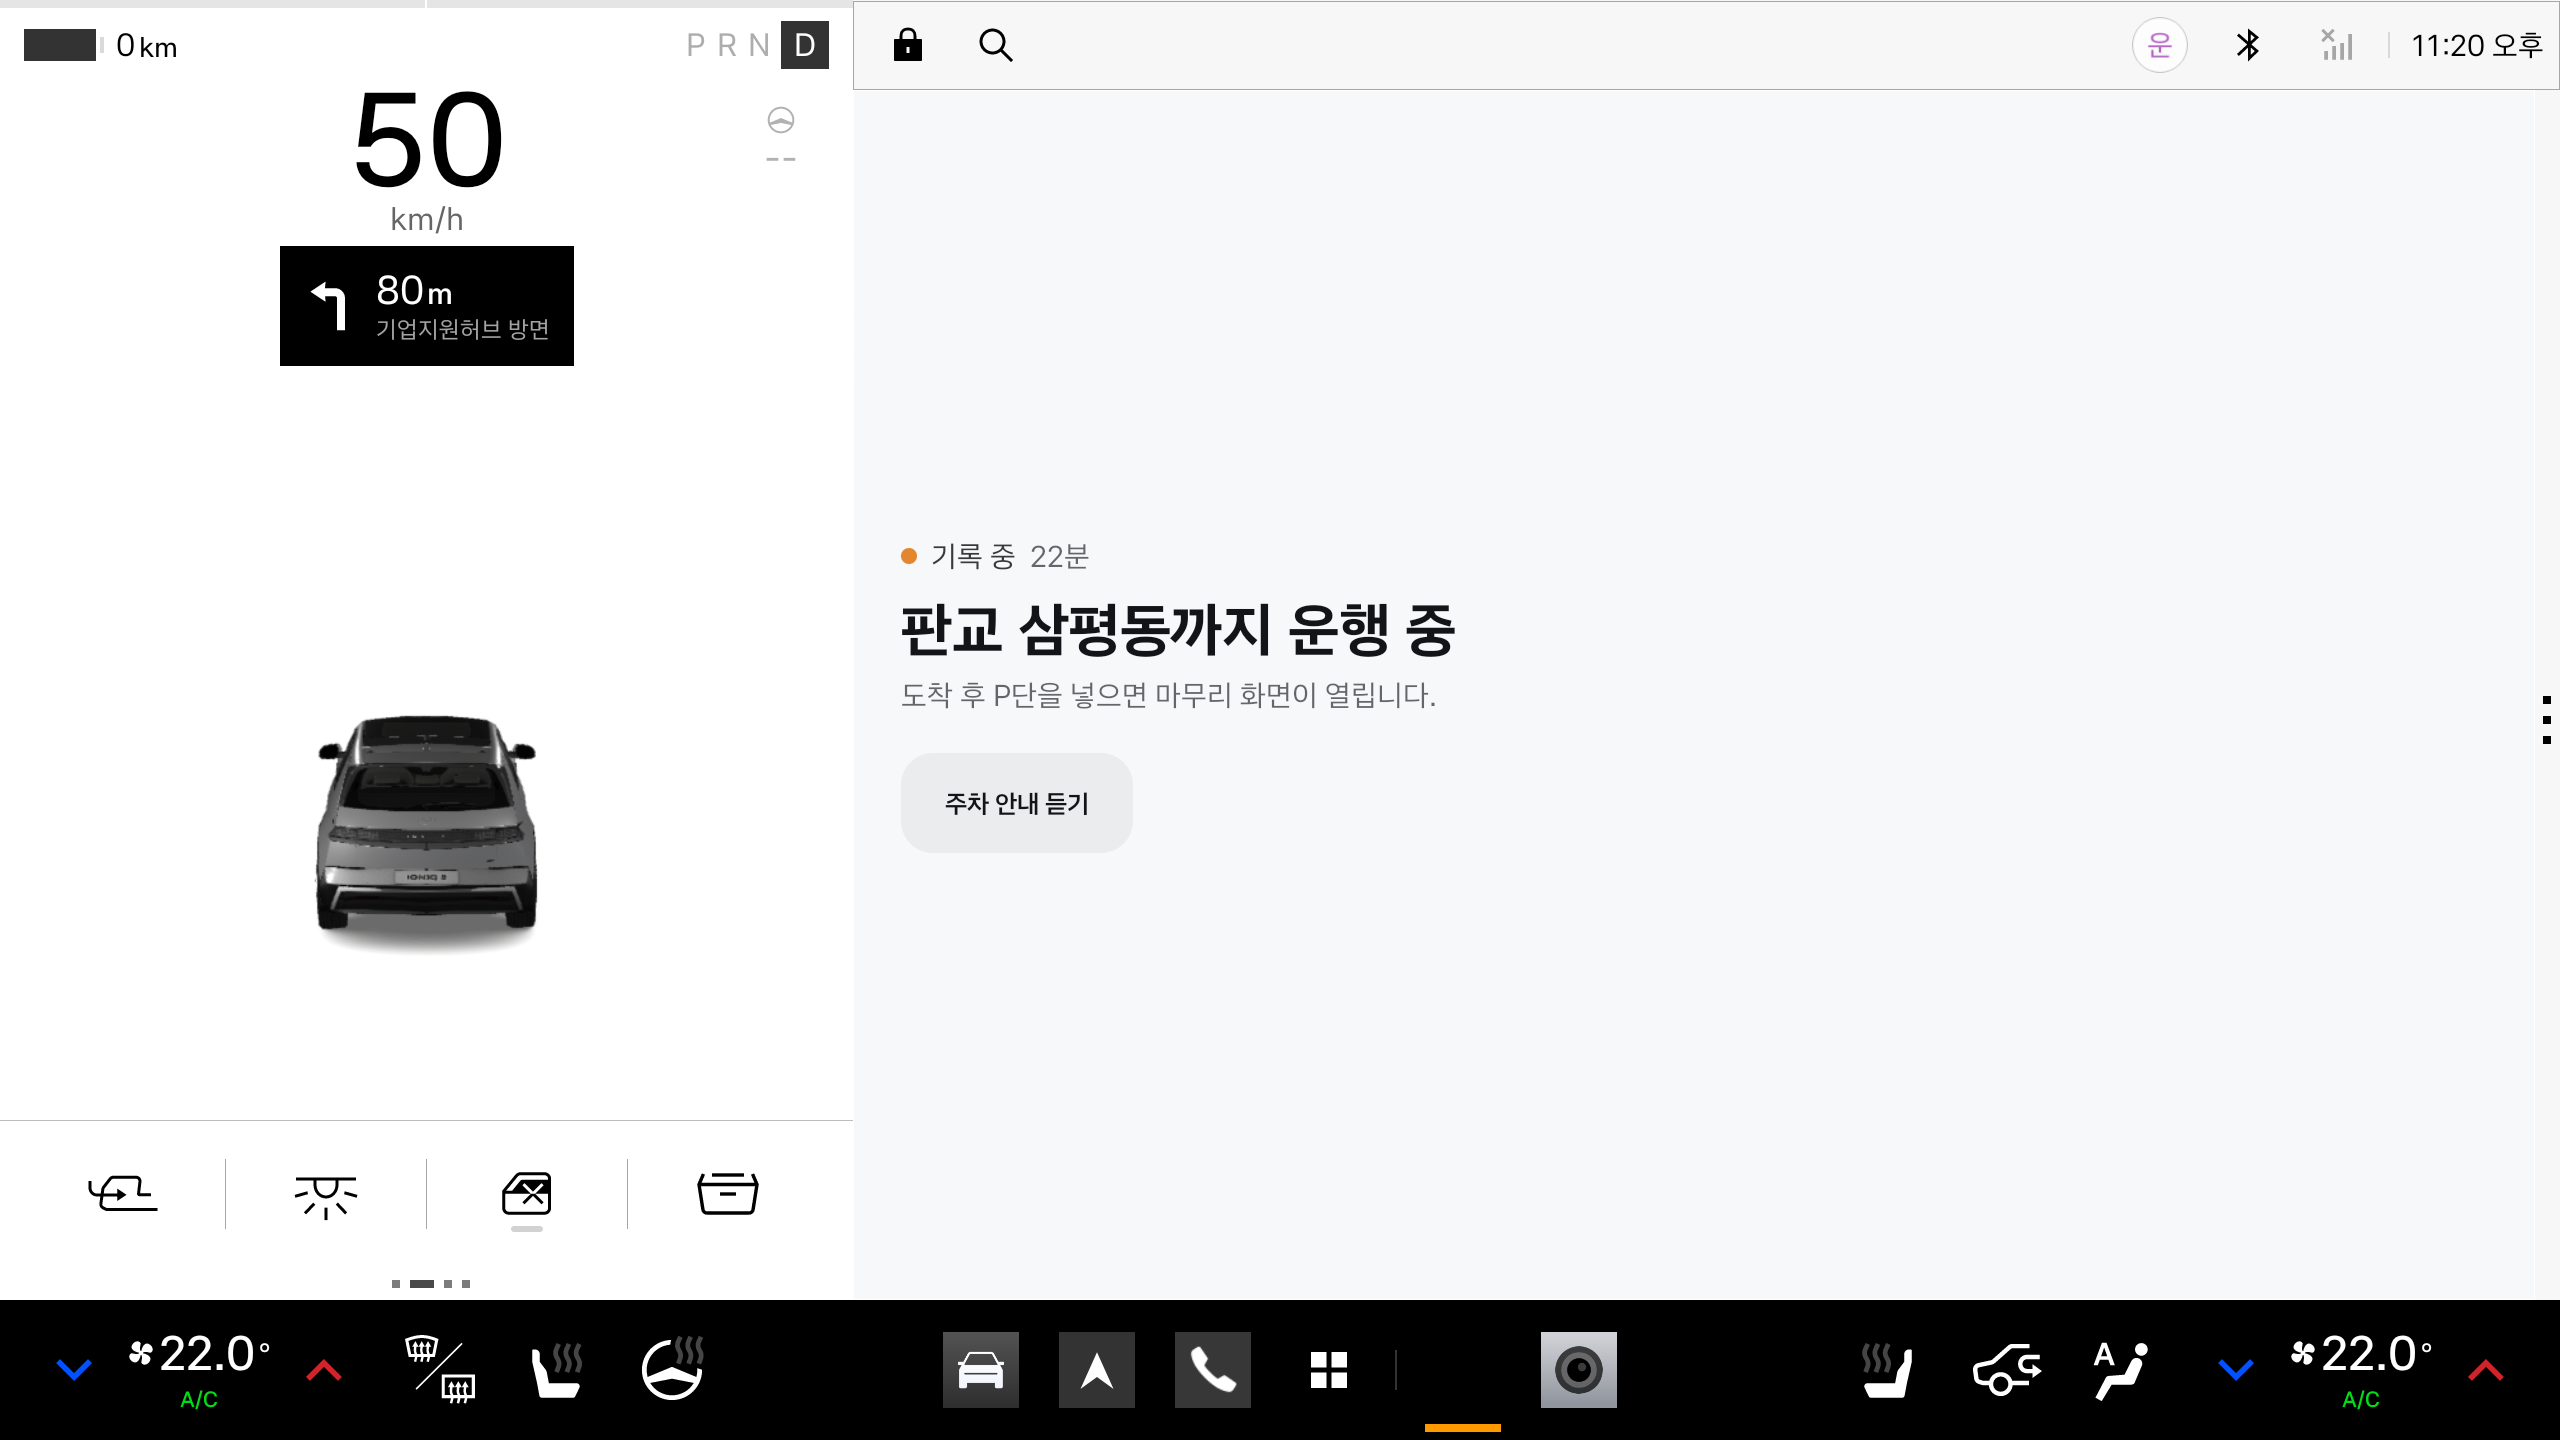 0 km
P R N D
11:20 오후
운
50
km/h
--
80 m
기업지원허브 방면
기록 중 22분
판교 삼평동까지 운행 중
도착 후 P단을 넣으면 마무리 화면이 열립니다.
주차 안내 듣기
22.0°
A/C
A
22.0°
A/C